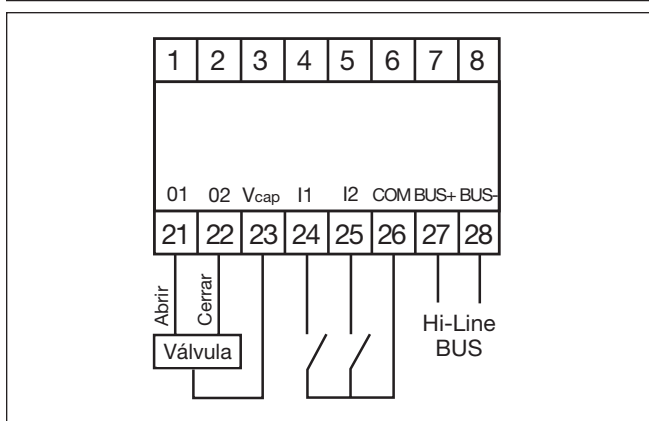 1 2 3 4 5 6 7 8
01 02 Vcap I1 I2 COM BUS+ BUS-
21 22 23 24 25 26 27 28
Abrir
Cerrar
Válvula
Hi-Line
BUS